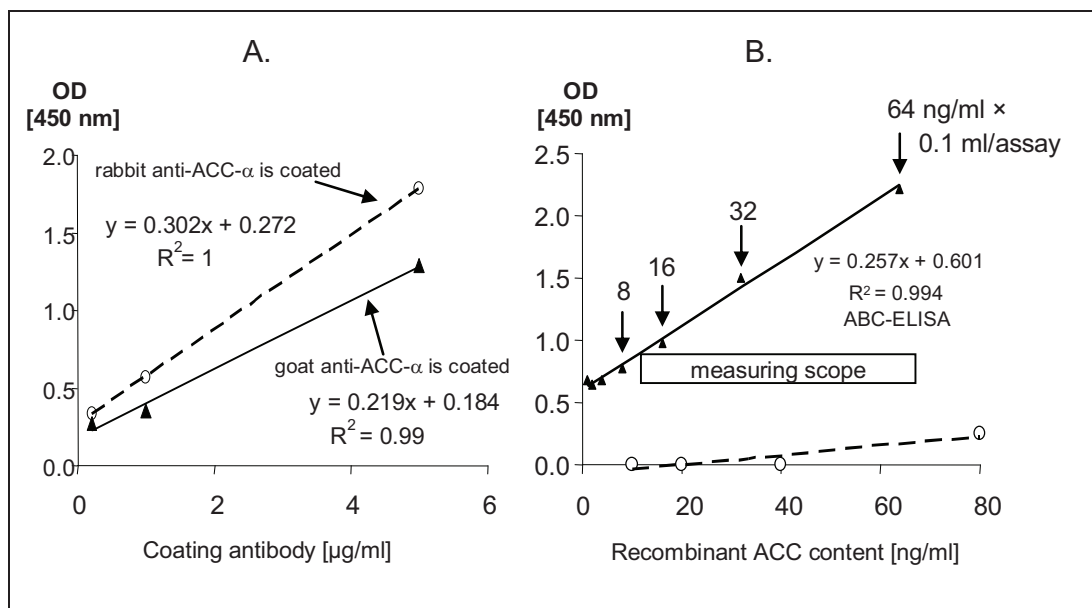 A.
OD
[450 nm]
2.0
1.5
1.0
0.5
0.0
rabbit anti-ACC-α is coated
y = 0.302x + 0.272
R²= 1
goat anti-ACC-α is coated
y = 0.219x + 0.184
R² = 0.99
0
2
4
6
Coating antibody [µg/ml]
B.
OD
[450 nm]
64 ng/ml ×
0.1 ml/assay
2.5
2.0
1.5
1.0
0.5
0.0
32
16
8
y = 0.257x + 0.601
R² = 0.994
ABC-ELISA
measuring scope
0
20
40
60
80
Recombinant ACC content [ng/ml]